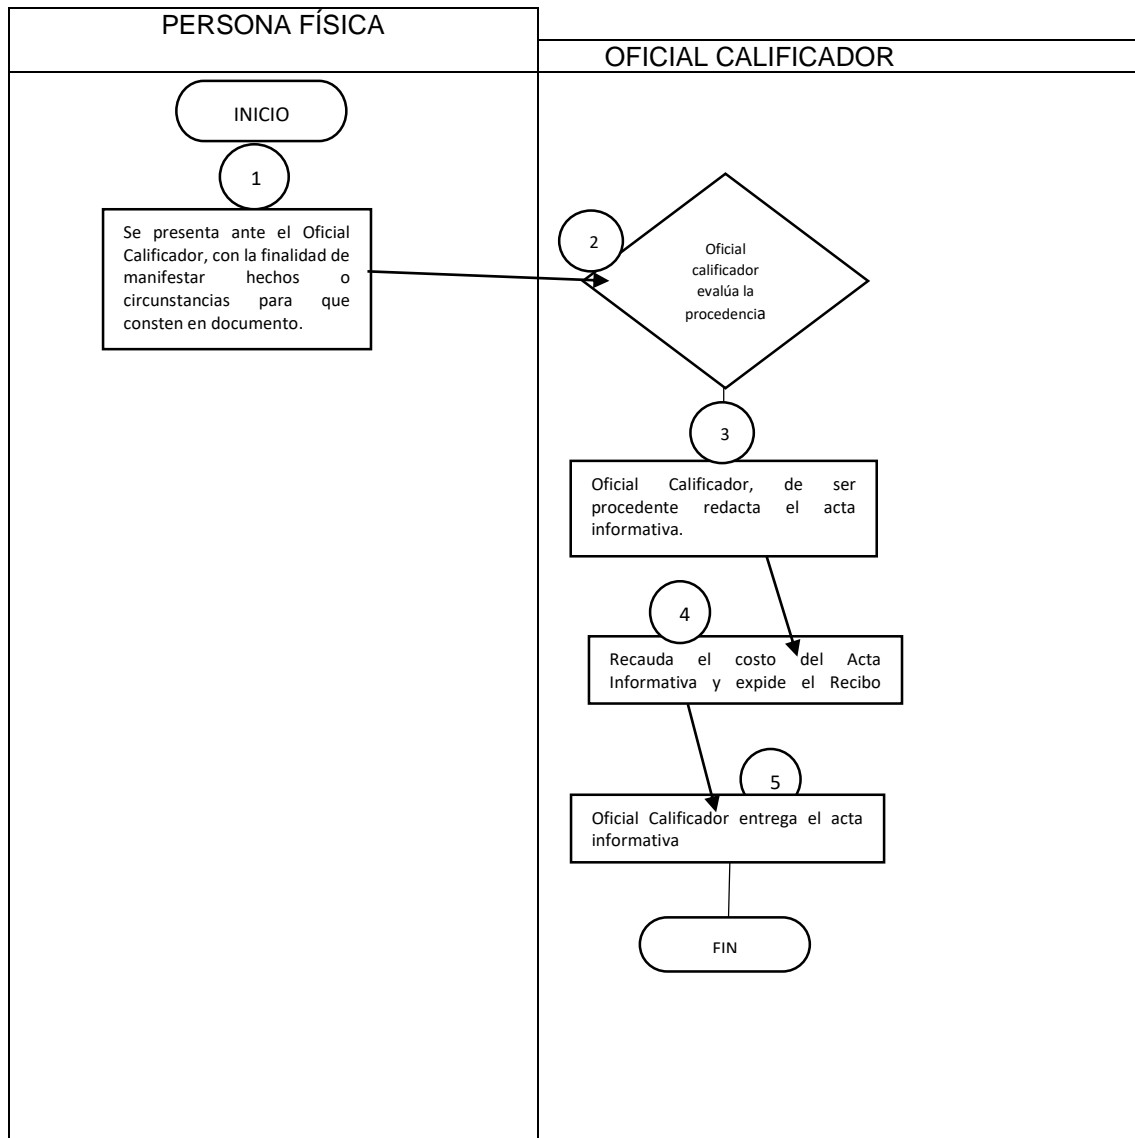 PERSONA FÍSICA
OFICIAL CALIFICADOR
INICIO
1
Se presenta ante el Oficial
Calificador, con la finalidad de
manifestar hechos o
circunstancias para que
consten en documento.
2
Oficial
calificador
evalúa la
procedencia
3
Oficial Calificador, de ser
procedente redacta el acta
informativa.
4
Recauda el costo del Acta
Informativa y expide el Recibo
5
Oficial Calificador entrega el acta
informativa
FIN